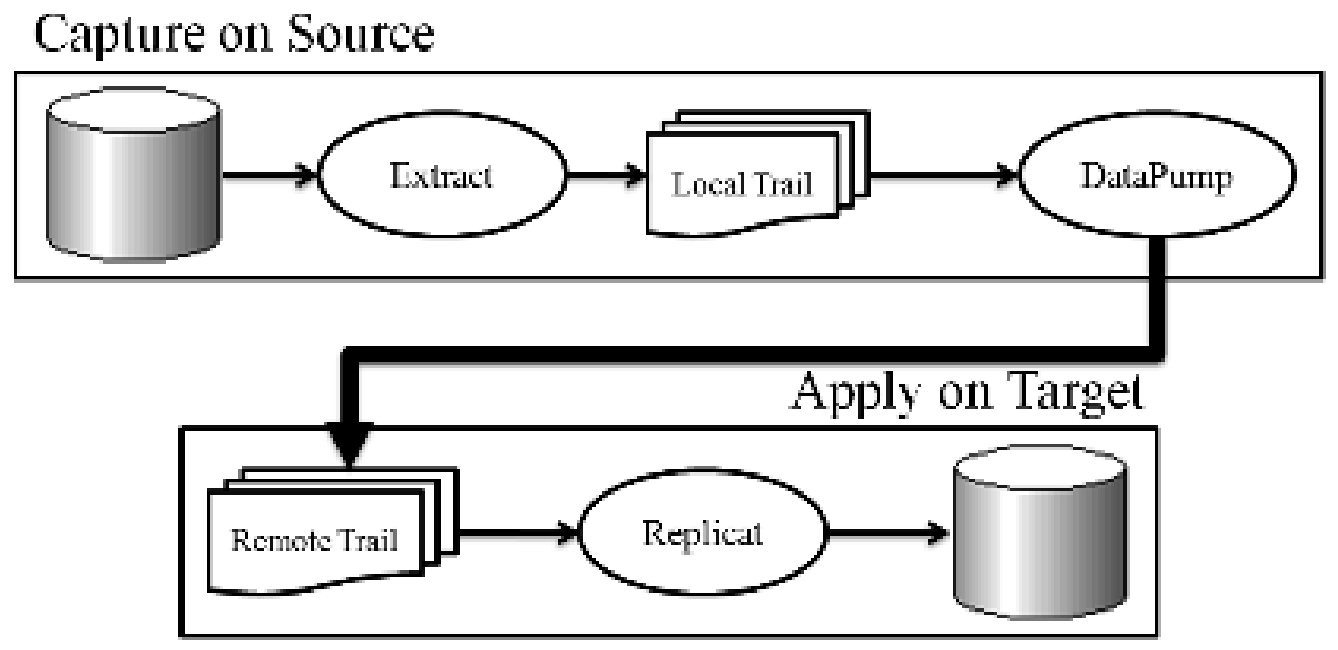 Capture on Source
Extract
Local Trail
DataPump
Apply on Target
Remote Trail
Replicat